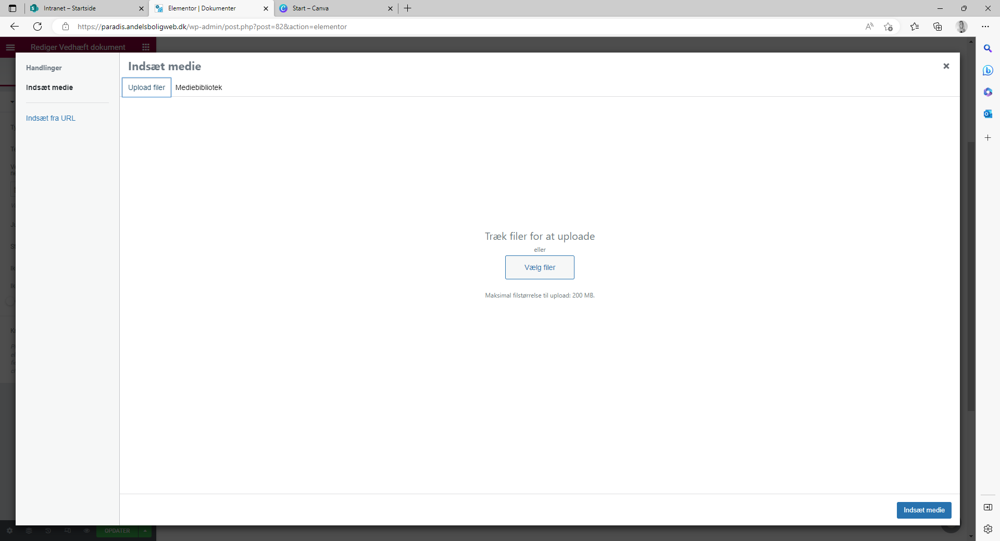 Intranet – Startside
Elementor | Dokumenter
Start – Canva
https://paradis.andelsboligweb.dk/wp-admin/post.php?post=82&action=elementor
Rediger Vedhæft dokument
Handlinger
Indsæt medie
Indsæt fra URL
Indsæt medie
Upload filer
Mediebibliotek
Træk filer for at uploade
eller
Vælg filer
Maksimal filstørrelse til upload: 200 MB.
Indsæt medie
OPDATER